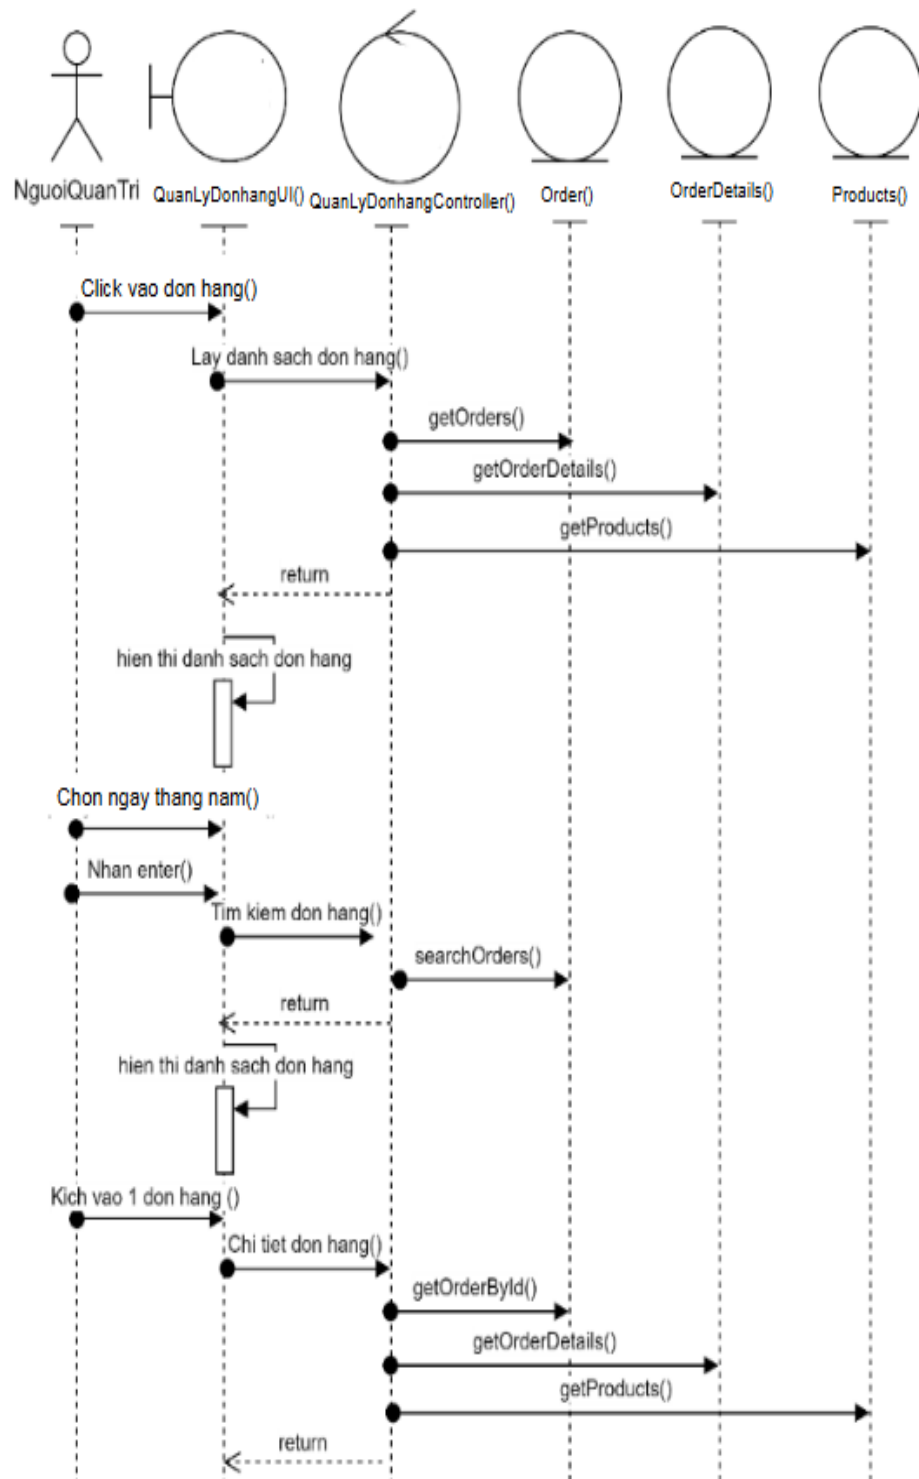 NguoiQuanTri
QuanLyDonhangUI()
QuanLyDonhangController()
Order()
OrderDetails()
Products()
Click vao don hang()
Lay danh sach don hang()
getOrders()
getOrderDetails()
getProducts()
return
hien thi danh sach don hang
Chon ngay thang nam()
Nhan enter()
Tim kiem don hang()
searchOrders()
return
hien thi danh sach don hang
Kich vao 1 don hang ()
Chi tiet don hang()
getOrderById()
getOrderDetails()
getProducts()
return